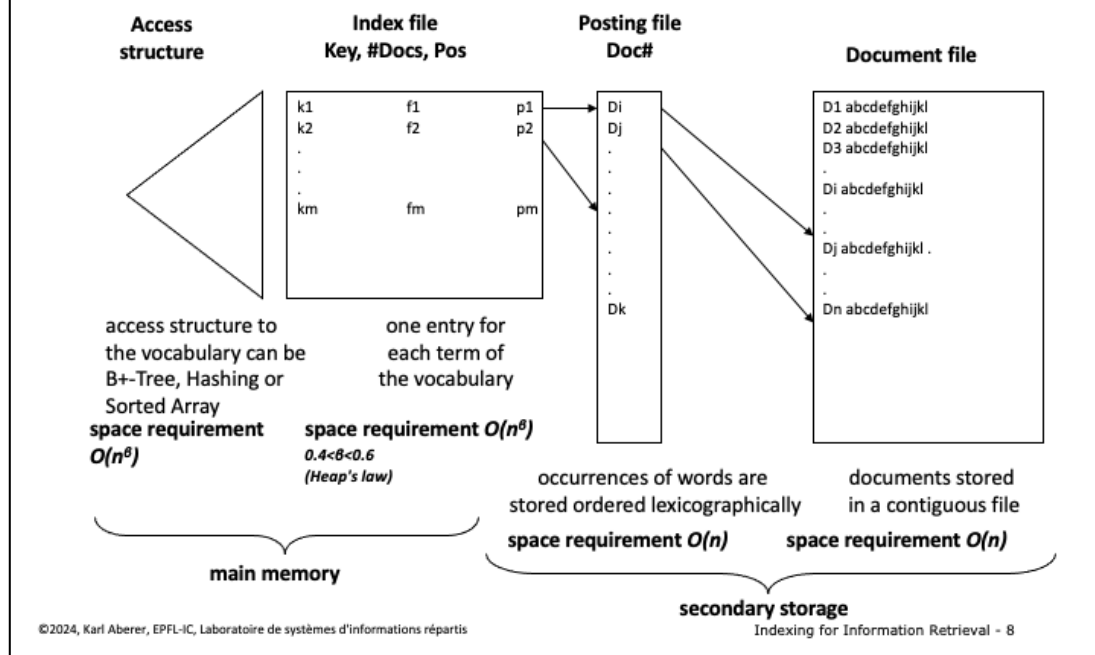 Access
structure
Index file
Key, #Docs, Pos
Posting file
Doc#
Document file
k1 f1 p1
k2 f2 p2
.
.
.
km fm pm
Di
Dj
.
.
.
.
.
.
.
.
Dk
D1 abcdefghijkl
D2 abcdefghijkl
D3 abcdefghijkl
.
Di abcdefghijkl
.
.
Dj abcdefghijkl .
.
.
Dn abcdefghijkl
access structure to
the vocabulary can be
B+-Tree, Hashing or
Sorted Array
space requirement
O(nᵝ)
one entry for
each term of
the vocabulary
space requirement O(nᵝ)
0.4<β<0.6
(Heap's law)
occurrences of words are
stored ordered lexicographically
space requirement O(n)
documents stored
in a contiguous file
space requirement O(n)
main memory
secondary storage
©2024, Karl Aberer, EPFL-IC, Laboratoire de systèmes d'informations répartis
Indexing for Information Retrieval - 8